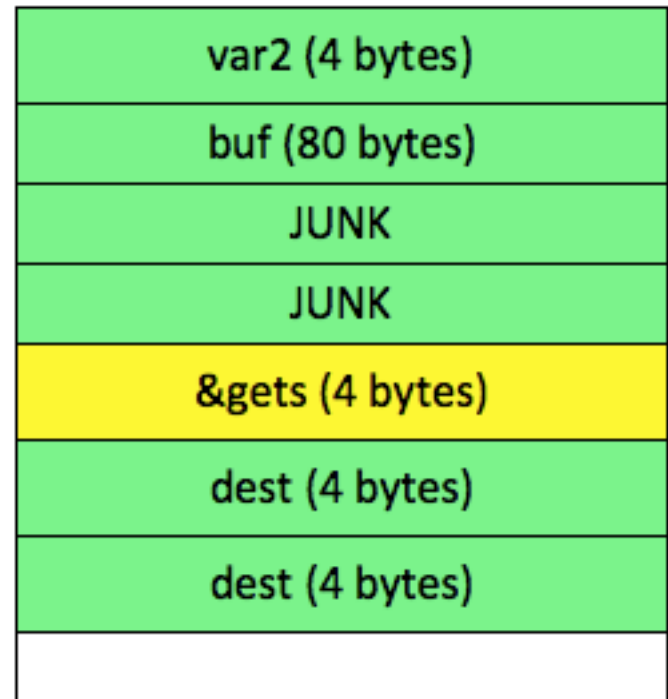 var2 (4 bytes)
buf (80 bytes)
JUNK
JUNK
&gets (4 bytes)
dest (4 bytes)
dest (4 bytes)